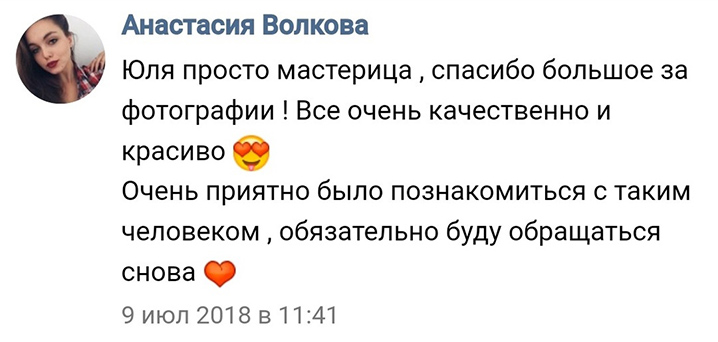 Анастасия Волкова
Юля просто мастерица , спасибо большое за
фотографии ! Все очень качественно и
красиво 😍
Очень приятно было познакомиться с таким
человеком , обязательно буду обращаться
снова ❤
9 июл 2018 в 11:41